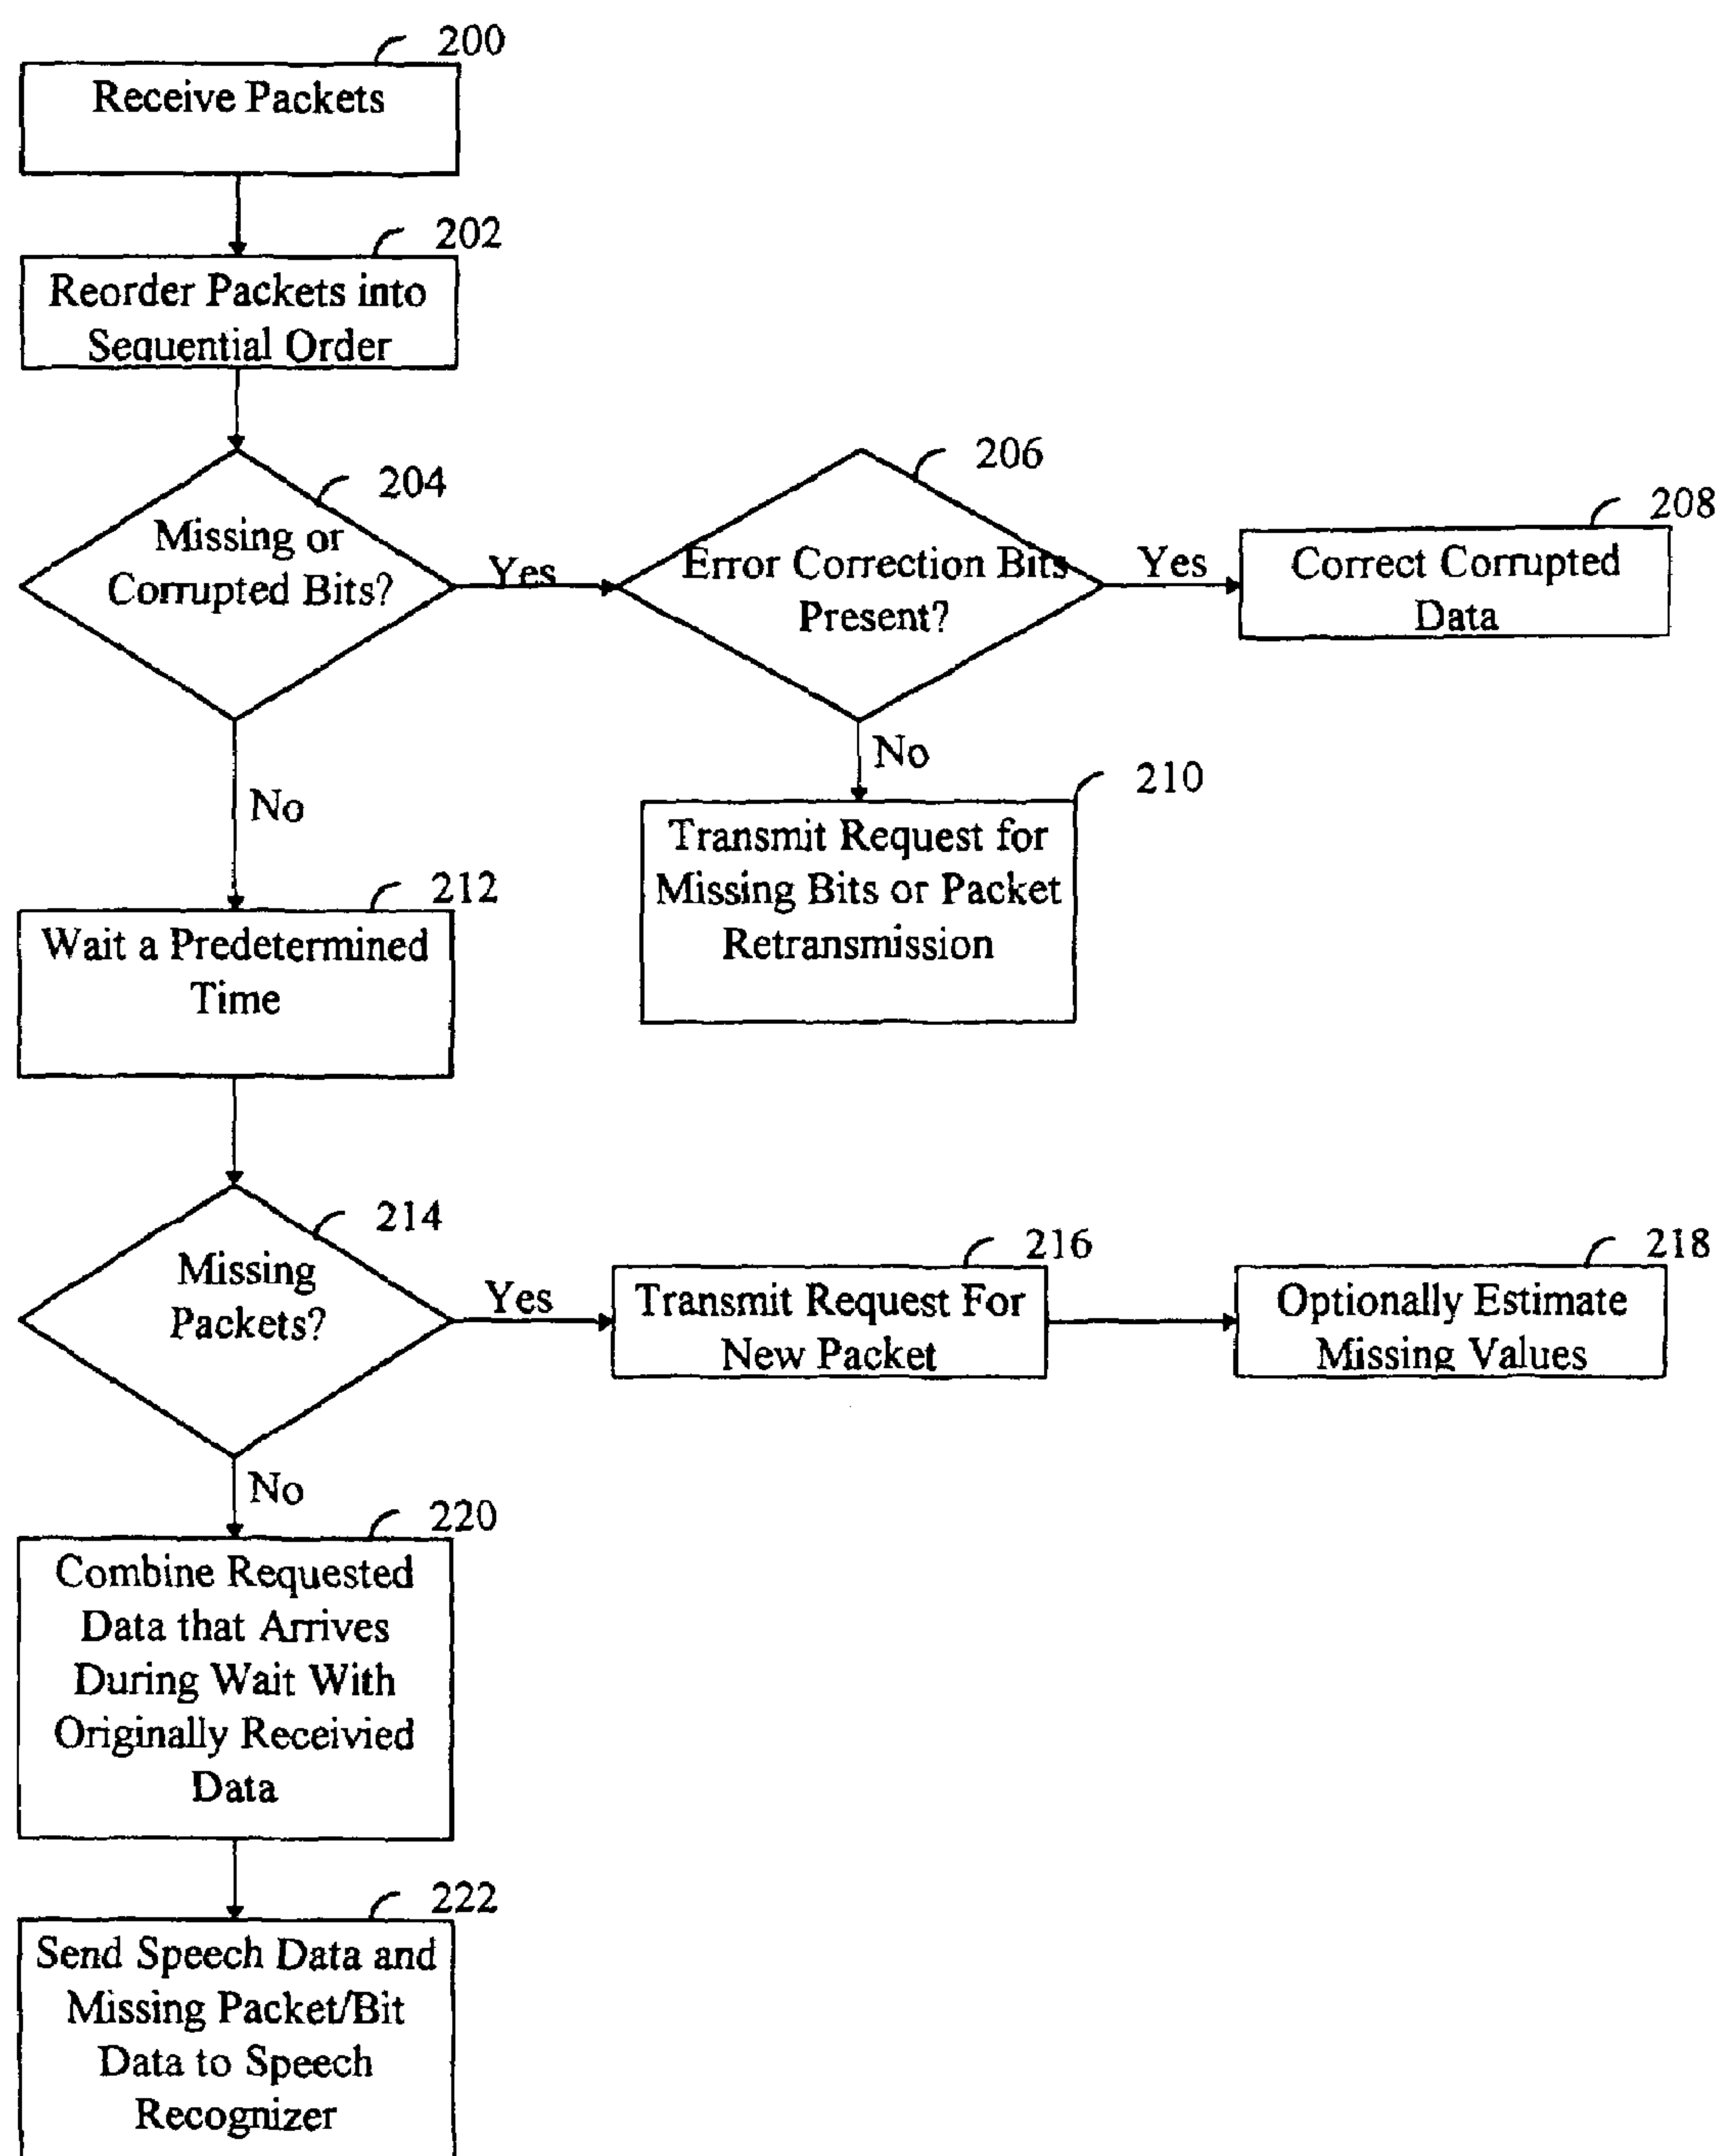 200
Receive Packets
202
Reorder Packets into
Sequential Order
204
Missing or
Corrupted Bits?
Yes
206
Error Correction Bits
Present?
Yes
208
Correct Corrupted
Data
No
210
Transmit Request for
Missing Bits or Packet
Retransmission
No
212
Wait a Predetermined
Time
214
Missing
Packets?
Yes
216
Transmit Request For
New Packet
218
Optionally Estimate
Missing Values
No
220
Combine Requested
Data that Arrives
During Wait With
Originally Receivied
Data
222
Send Speech Data and
Missing Packet/Bit
Data to Speech
Recognizer